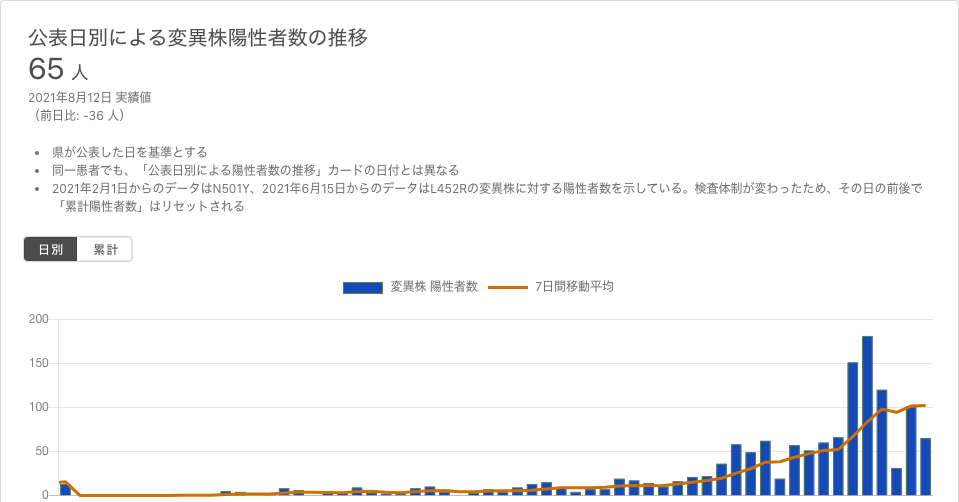 公表日別による変異株陽性者数の推移
65 人
2021年8月12日 実績値
（前日比: -36 人）
• 県が公表した日を基準とする
• 同一患者でも、「公表日別による陽性者数の推移」カードの日付とは異なる
• 2021年2月1日からのデータはN501Y、2021年6月15日からのデータはL452Rの変異株に対する陽性者数を示している。検査体制が変わったため、その日の前後で
「累計陽性者数」はリセットされる
日別 累計
変異株 陽性者数 7日間移動平均
200
150
100
50
0